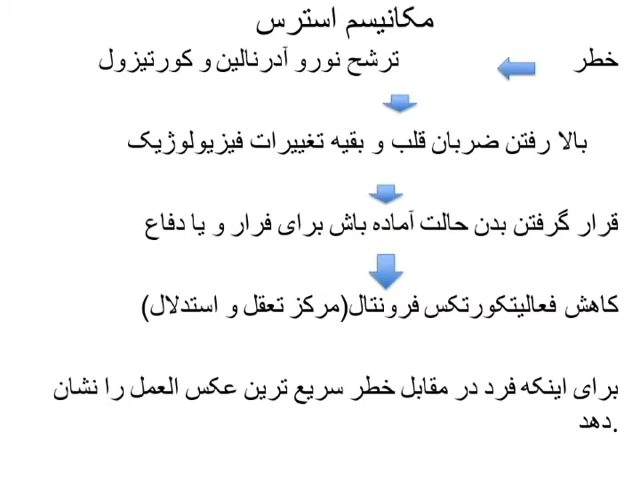 مکانیسم استرس
خطر ترشح نورو آدرنالین و کورتیزول
بالا رفتن ضربان قلب و بقیه تغییرات فیزیولوژیک
قرار گرفتن بدن حالت آماده باش برای فرار و یا دفاع
کاهش فعالیتکورتکس فرونتال(مرکز تعقل و استدلال)
برای اینکه فرد در مقابل خطر سریع ترین عکس العمل را نشان
دهد.